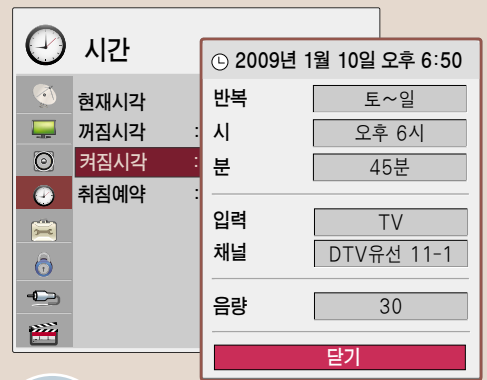 시간
현재시각
꺼짐시각 :
켜짐시각 :
취침예약 :
2009년 1월 10일 오후 6:50
반복 토~일
시 오후 6시
분 45분
입력 TV
채널 DTV유선 11-1
음량 30
닫기